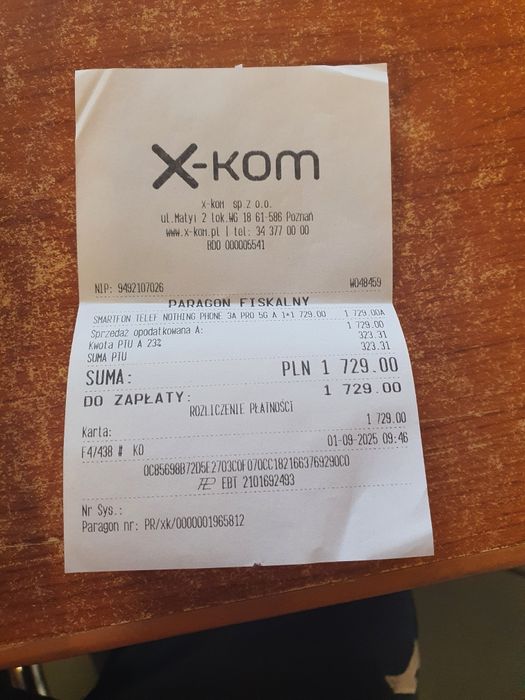 x-kom
x-kom sp.z o.o.
ul.Matyi 2 lok.WG 18 61-586 Poznań
www.x-kom.pl | tel: 34 377 00 00
BDO 000005541
NIP: 9492107026 W048459
PARAGON FISKALNY
SMARTFON TELEF NOTHING PHONE 3A PRO 5G A 1*1 729.00 1 729.00A
Sprzedaż opodatkowana A: 1 729.00
Kwota PTU A 23% 323.31
SUMA PTU 323.31
SUMA: PLN 1 729.00
DO ZAPŁATY: 1 729.00
ROZLICZENIE PŁATNOŚCI
Karta: 1 729.00
F4/438 # K0 01-09-2025 09:46
0C85698B72D5E2703C0F070CC1821663769290C0
EBT 2101692493
Nr Sys.:
Paragon nr: PR/xk/0000001965812